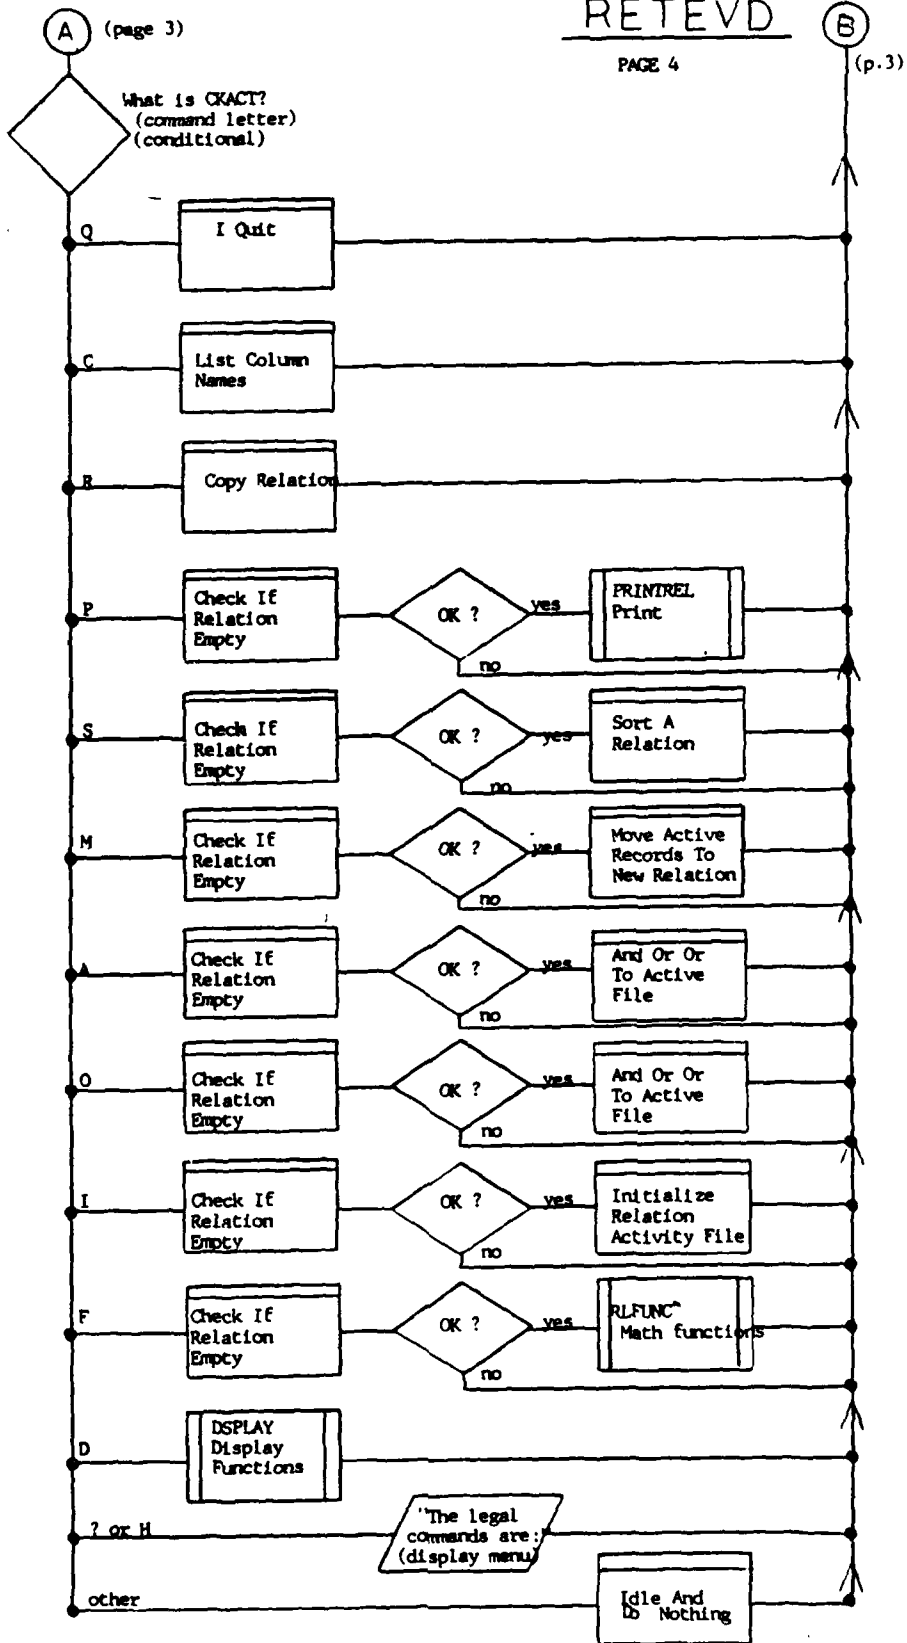 A (page 3)
RETEVD
B
PAGE 4
(p.3)
What is CKACT?
(command letter)
(conditional)
Q
I Quit
C
List Column
Names
R
Copy Relation
P
Check If
Relation
Empty
OK ?
yes
no
PRINTREL
Print
S
Check If
Relation
Empty
OK ?
yes
no
Sort A
Relation
M
Check If
Relation
Empty
OK ?
yes
no
Move Active
Records To
New Relation
A
Check If
Relation
Empty
OK ?
yes
no
And Or Or
To Active
File
O
Check If
Relation
Empty
OK ?
yes
no
And Or Or
To Active
File
I
Check If
Relation
Empty
OK ?
yes
no
Initialize
Relation
Activity File
F
Check If
Relation
Empty
OK ?
yes
no
RLFUNC
Math functions
D
DSPLAY
Display
Functions
? or H
"The legal
commands are:"
(display menu)
other
Idle And
Do Nothing